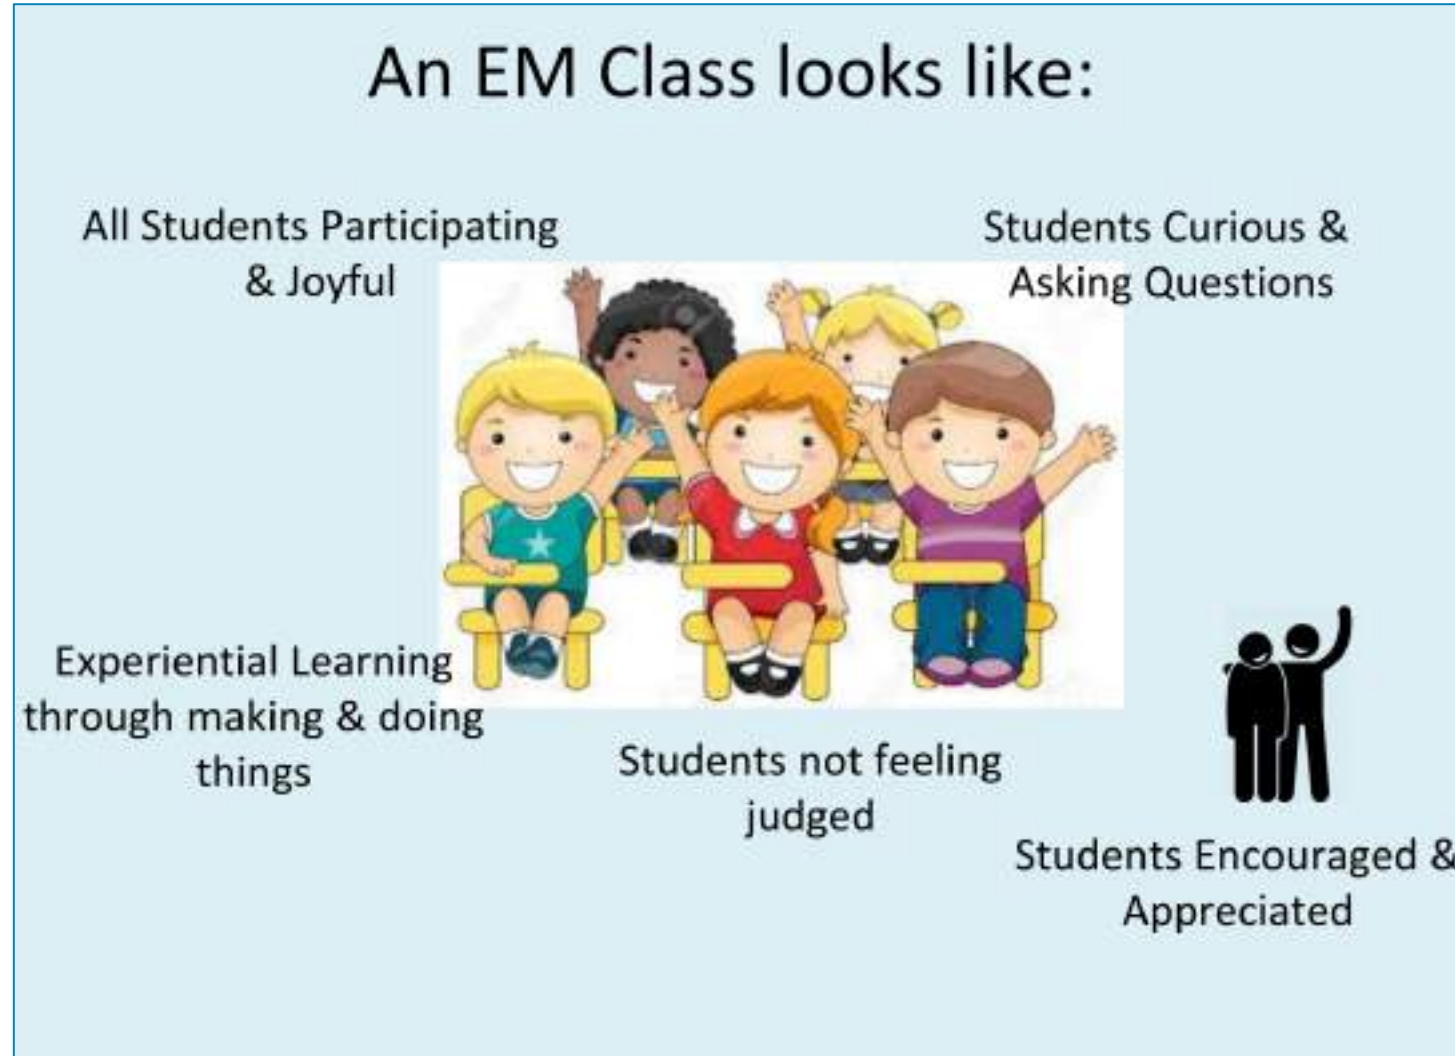 An EM Class looks like:
All Students Participating
& Joyful
Students Curious &
Asking Questions
Experiential Learning
through making & doing
things
Students not feeling
judged
Students Encouraged &
Appreciated